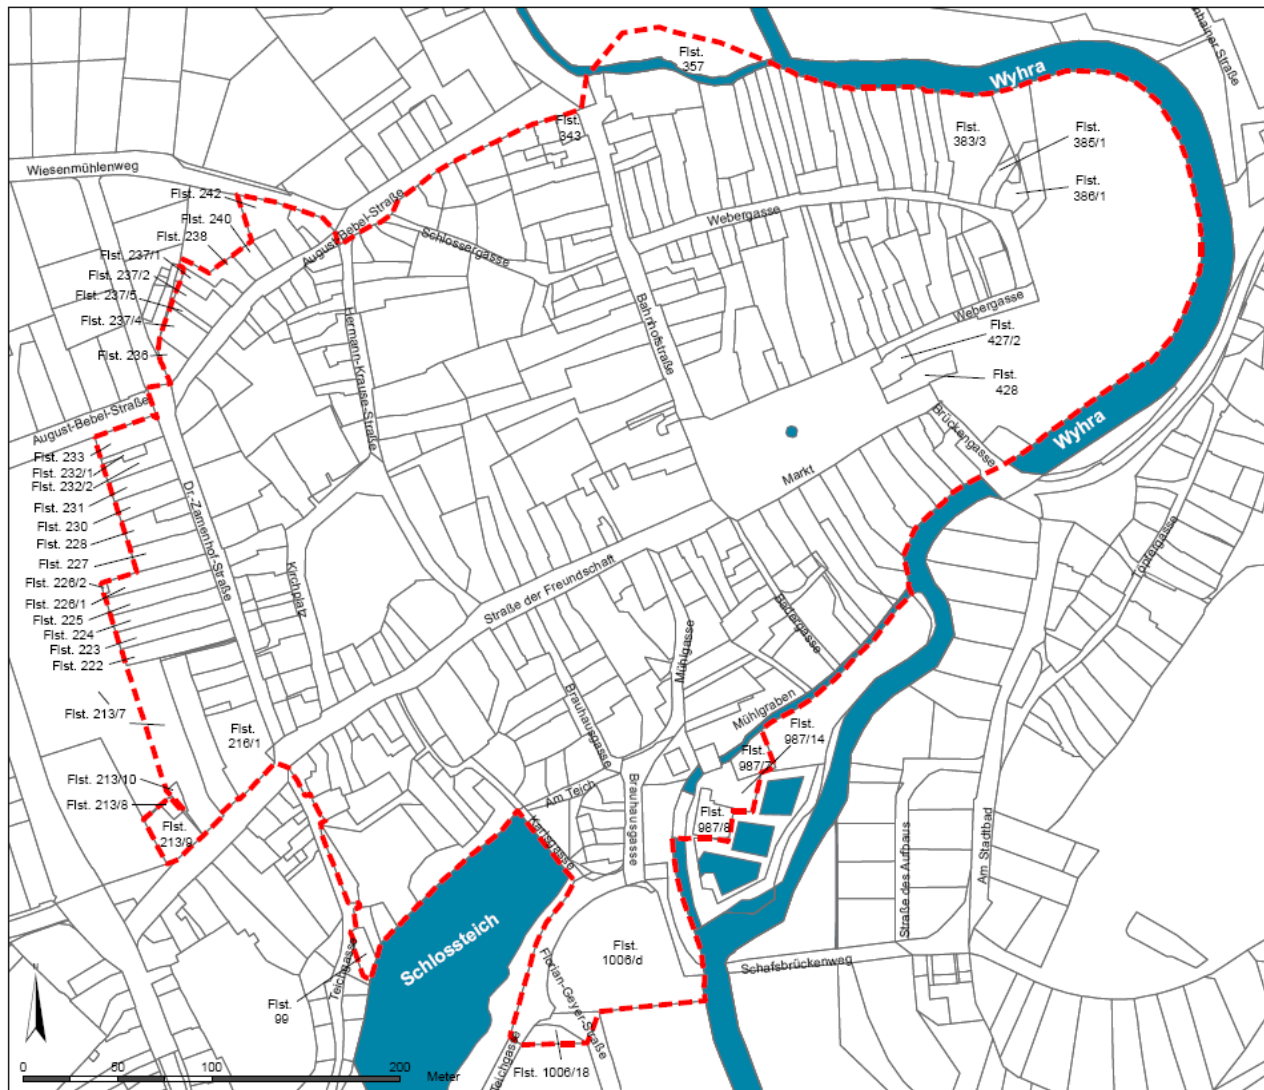 Flst.
357
Wyhra
nhainer Straße
Flst.
343
Flst.
383/3
Flst.
385/1
Flst.
386/1
Wiesenmühlenweg
Flst. 242
Flst. 240
Flst. 238
Flst. 237/1
Flst. 237/2
Flst. 237/5
Flst. 237/4
Flst. 236
August-Bebel-Straße
Schlossergasse
Webergasse
Hermann-Krause-Straße
Bahnhofstraße
Webergasse
Flst.
427/2
Flst.
428
August-Bebel-Straße
Brückengasse
Wyhra
Markt
Flst. 233
Flst. 232/1
Flst. 232/2
Flst. 231
Flst. 230
Flst. 228
Flst. 227
Flst. 226/2
Flst. 226/1
Flst. 225
Flst. 224
Flst. 223
Flst. 222
Dr.-Zamenhof-Straße
Kirchplatz
Straße der Freundschaft
Badergasse
Töpfergasse
Mühlgasse
Brauhausgasse
Mühlgraben
Flst. 213/7
Flst.
216/1
Flst.
987/14
Flst.
987/7
Flst. 213/10
Flst. 213/8
Flst.
213/9
Am Teich
Karlsgasse
Brauhausgasse
Flst.
987/8
Straße des Aufbaus
Am Stadtbad
Schlossteich
Teichgasse
Flst.
99
Flst.
1006/d
Florian-Geyer-Straße
Schafsbrückenweg
Teichgasse
Flst. 1006/18
N
0 50 100 200
Meter